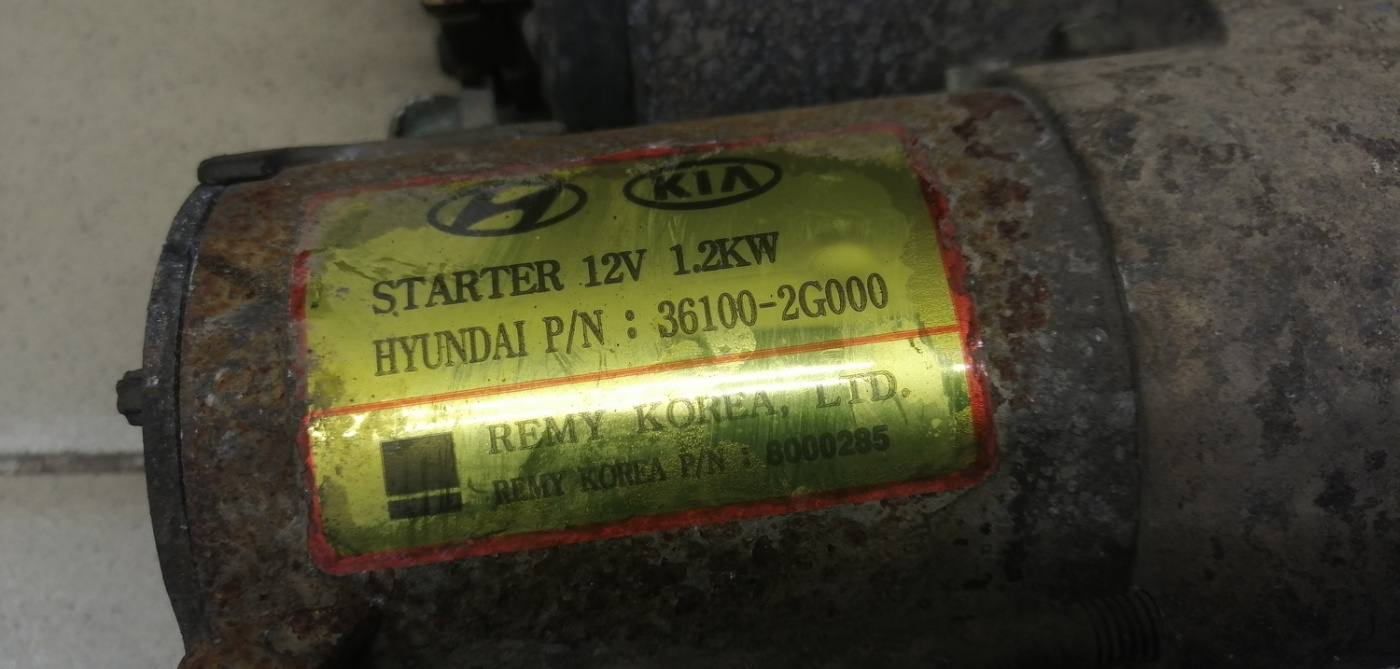 KIA
STARTER 12V 1.2KW
HYUNDAI P/N : 36100-2G000
REMY KOREA, LTD.
REMY KOREA P/N : 8000285